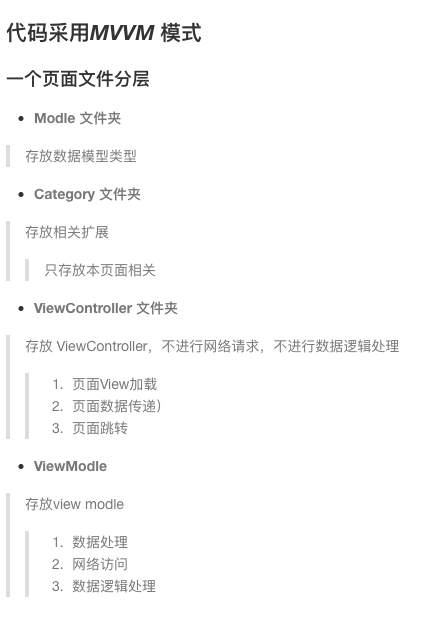 代码采用MVVM 模式
一个页面文件分层
• Modle 文件夹
存放数据模型类型
• Category 文件夹
存放相关扩展
只存放本页面相关
• ViewController 文件夹
存放 ViewController，不进行网络请求，不进行数据逻辑处理
1. 页面View加载
2. 页面数据传递）
3. 页面跳转
• ViewModle
存放view modle
1. 数据处理
2. 网络访问
3. 数据逻辑处理